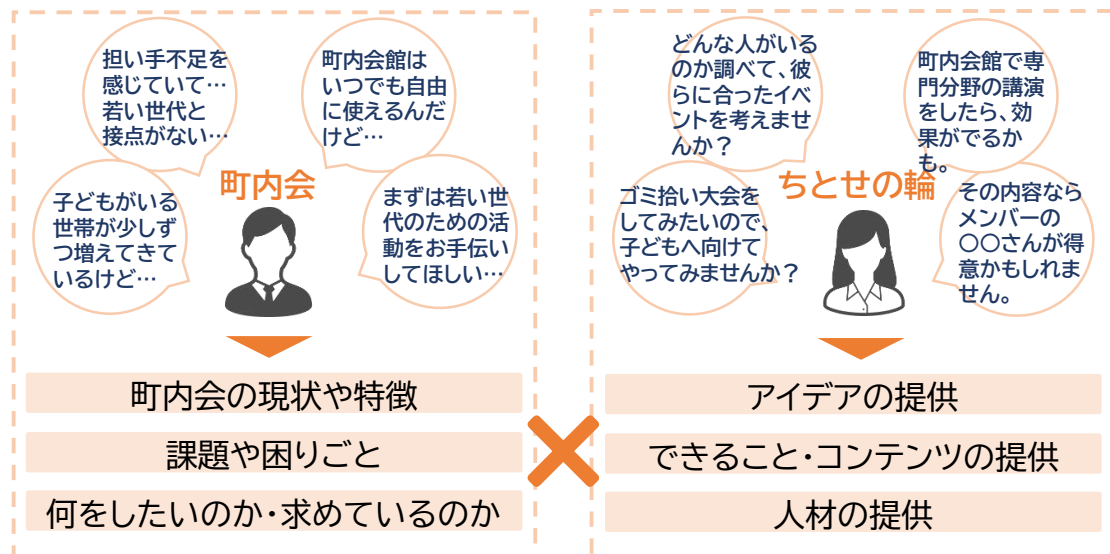 担い手不足を
感じていて…
若い世代と
接点がない…
町内会館は
いつでも自由
に使えるんだ
けど…
町内会
子どもがいる
世帯が少しず
つ増えてきて
いるけど…
まずは若い世
代のための活
動をお手伝い
してほしい…
町内会の現状や特徴
課題や困りごと
何をしたいのか・求めているのか
どんな人がいる
のか調べて、彼
らに合ったイベ
ントを考えませ
んか？
町内会館で専
門分野の講演
をしたら、効
果がでるか
も。
ちとせの輪
ゴミ拾い大会を
してみたいので、
子どもへ向けて
やってみませんか？
その内容なら
メンバーの
〇〇さんが得
意かもしれま
せん。
アイデアの提供
できること・コンテンツの提供
人材の提供